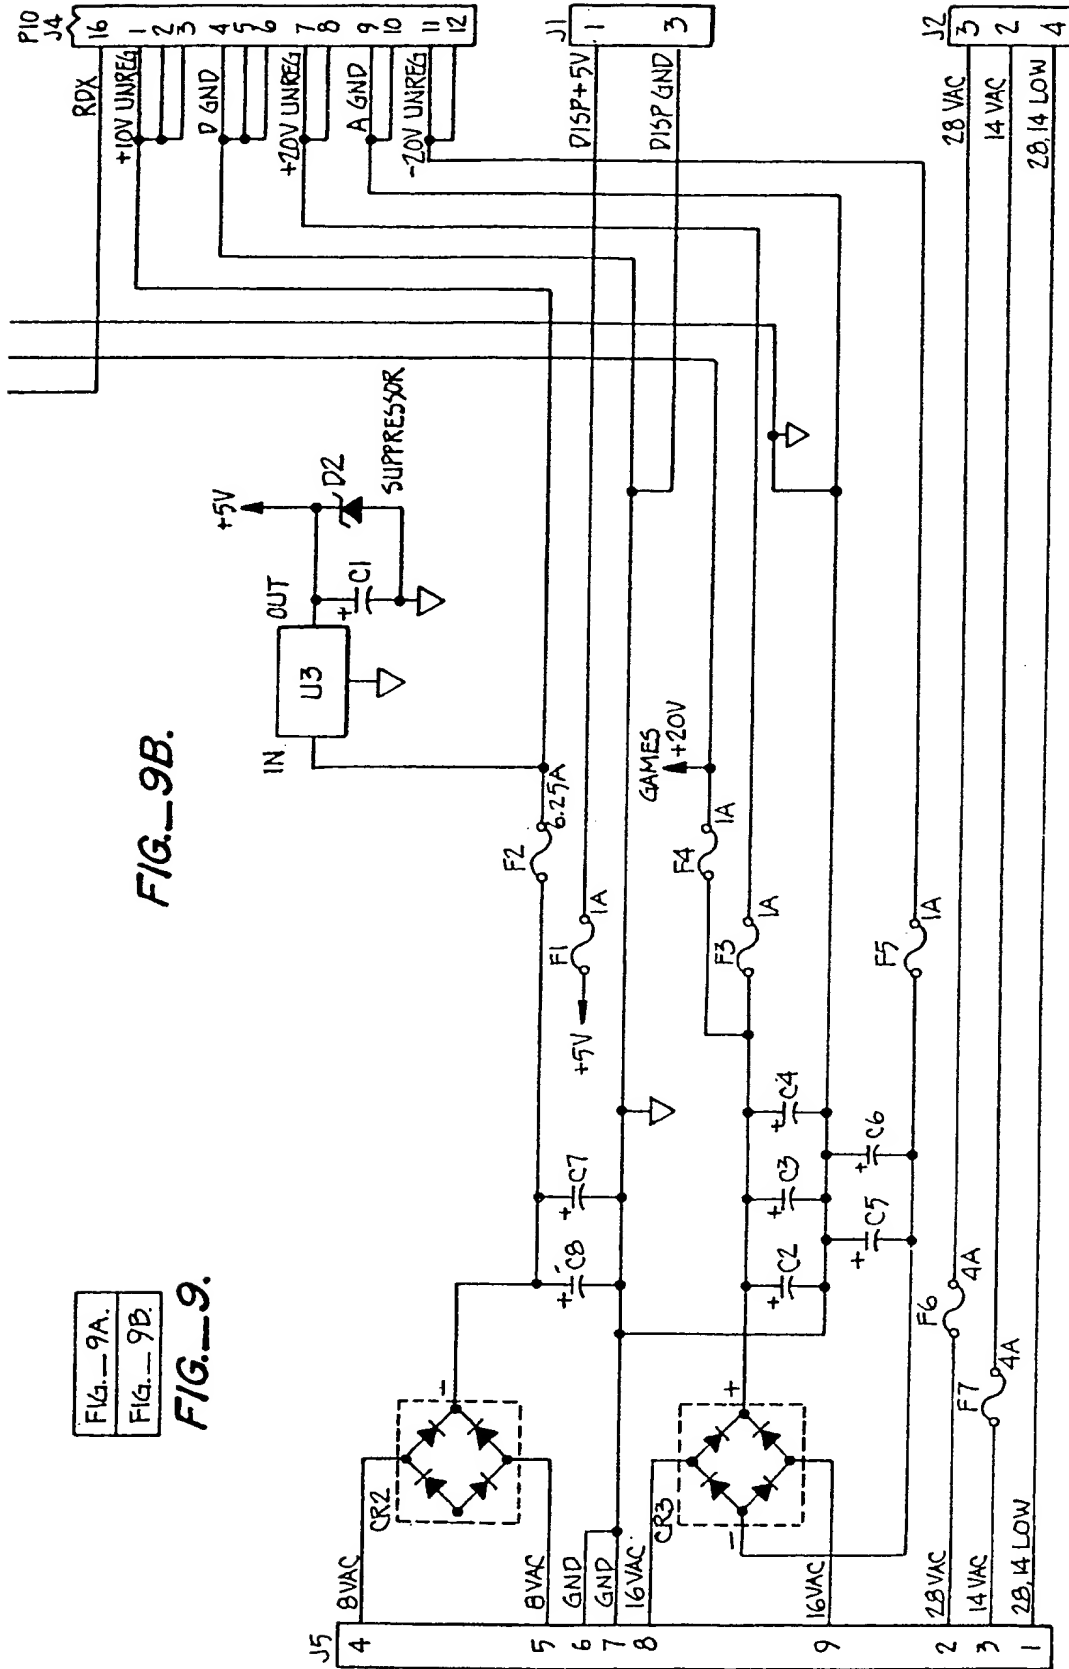 P10
J4
16
1
2
3
4
5
6
7
8
9
10
11
12
RDX
+10V UNREG
D GND
+20V UNREG
A GND
-20V UNREG
J1
1
3
DISP+5V
DISP GND
J2
3
2
4
28 VAC
14 VAC
28,14 LOW
+5V
D2
SUPPRESSOR
OUT
+
C1
U3
IN
FIG.__9B.
GAMES
+20V
F2
6.25A
F1
1A
+5V
F4
1A
F3
1A
F5
1A
+
C7
+
C8
+
C4
+
C3
+
C2
+
C6
+
C5
F6
4A
F7
4A
FIG.__9A.
FIG.__9B.
FIG.__9.
CR2
-
CR3
+
-
J5
4
5
6
7
8
9
2
3
1
8VAC
8VAC
GND
GND
16VAC
16VAC
28VAC
14VAC
28,14 LOW